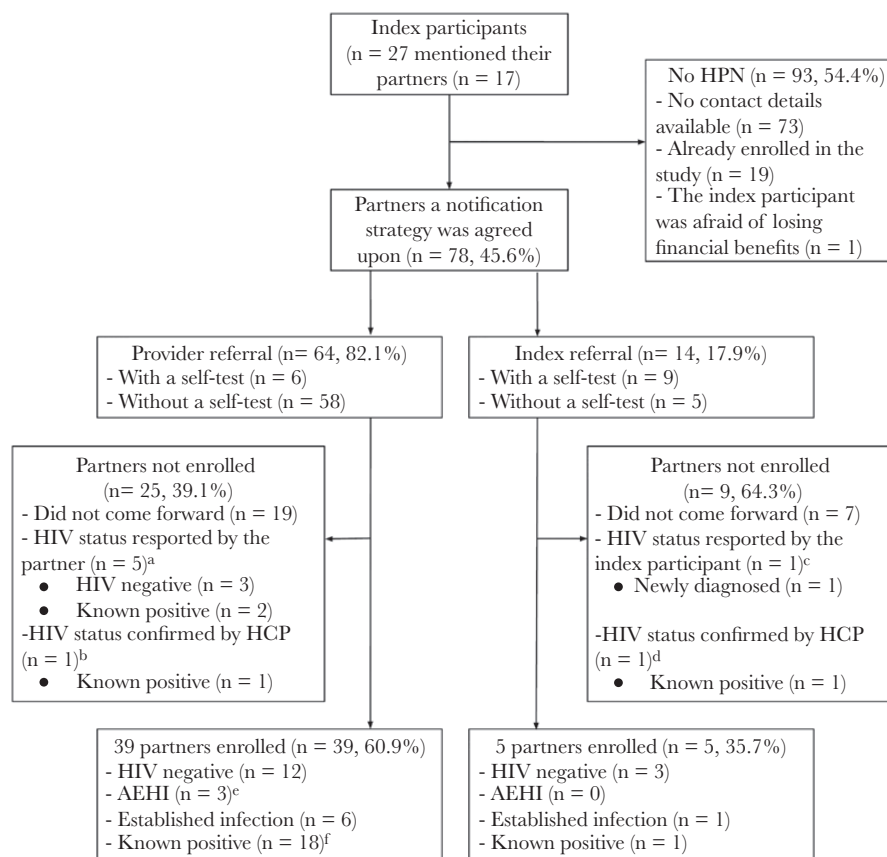 Index participants
(n = 27 mentioned their
partners (n = 17)
No HPN (n = 93, 54.4%)
- No contact details
available (n = 73)
- Already enrolled in the
study (n = 19)
- The index participant
was afraid of losing
financial benefits (n = 1)
Partners a notification
strategy was agreed
upon (n = 78, 45.6%)
Provider referral (n= 64, 82.1%)
- With a self-test (n = 6)
- Without a self-test (n = 58)
Index referral (n= 14, 17.9%)
- With a self-test (n = 9)
- Without a self-test (n = 5)
Partners not enrolled
(n= 25, 39.1%)
- Did not come forward (n = 19)
- HIV status resported by the
partner (n = 5)a
● HIV negative (n = 3)
● Known positive (n = 2)
-HIV status confirmed by HCP
(n = 1)b
● Known positive (n = 1)
Partners not enrolled
(n= 9, 64.3%)
- Did not come forward (n = 7)
- HIV status resported by the
index participant (n = 1)c
● Newly diagnosed (n = 1)
-HIV status confirmed by HCP
(n = 1)d
● Known positive (n = 1)
39 partners enrolled (n = 39, 60.9%)
- HIV negative (n = 12)
- AEHI (n = 3)e
- Established infection (n = 6)
- Known positive (n = 18)f
5 partners enrolled (n = 5, 35.7%)
- HIV negative (n = 3)
- AEHI (n = 0)
- Established infection (n = 1)
- Known positive (n = 1)